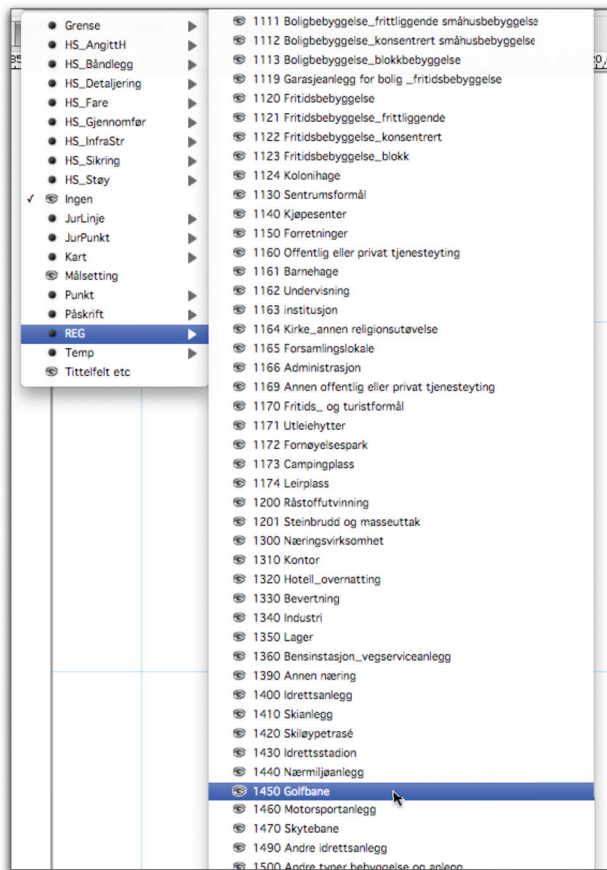 Grense
HS_AngittH
HS_Båndlegg
HS_Detaljering
HS_Fare
HS_Gjennomfør
HS_InfraStr
HS_Sikring
HS_Støy
✓ Ingen
JurLinje
JurPunkt
Kart
Målsetting
Punkt
Påskrift
REG
Temp
Tittelfelt etc
1111 Boligbebyggelse_frittliggende småhusbebyggelse
1112 Boligbebyggelse_konsentrert småhusbebyggelse
1113 Boligbebyggelse_blokkbebyggelse
1119 Garasjeanlegg for bolig _fritidsbebyggelse
1120 Fritidsbebyggelse
1121 Fritidsbebyggelse_frittliggende
1122 Fritidsbebyggelse_konsentrert
1123 Fritidsbebyggelse_blokk
1124 Kolonihage
1130 Sentrumsformål
1140 Kjøpesenter
1150 Forretninger
1160 Offentlig eller privat tjenesteyting
1161 Barnehage
1162 Undervisning
1163 institusjon
1164 Kirke_annen religionsutøvelse
1165 Forsamlingslokale
1166 Administrasjon
1169 Annen offentlig eller privat tjenesteyting
1170 Fritids_ og turistformål
1171 Utleiehytter
1172 Fornøyelsespark
1173 Campingplass
1174 Leirplass
1200 Råstoffutvinning
1201 Steinbrudd og masseuttak
1300 Næringsvirksomhet
1310 Kontor
1320 Hotell_overnatting
1330 Bevertning
1340 Industri
1350 Lager
1360 Bensinstasjon_vegserviceanlegg
1390 Annen næring
1400 Idrettsanlegg
1410 Skianlegg
1420 Skiløypetrasé
1430 Idrettsstadion
1440 Nærmiljøanlegg
1450 Golfbane
1460 Motorsportanlegg
1470 Skytebane
1490 Andre idrettsanlegg
1500 Andre typer bebyggelse og anlegg